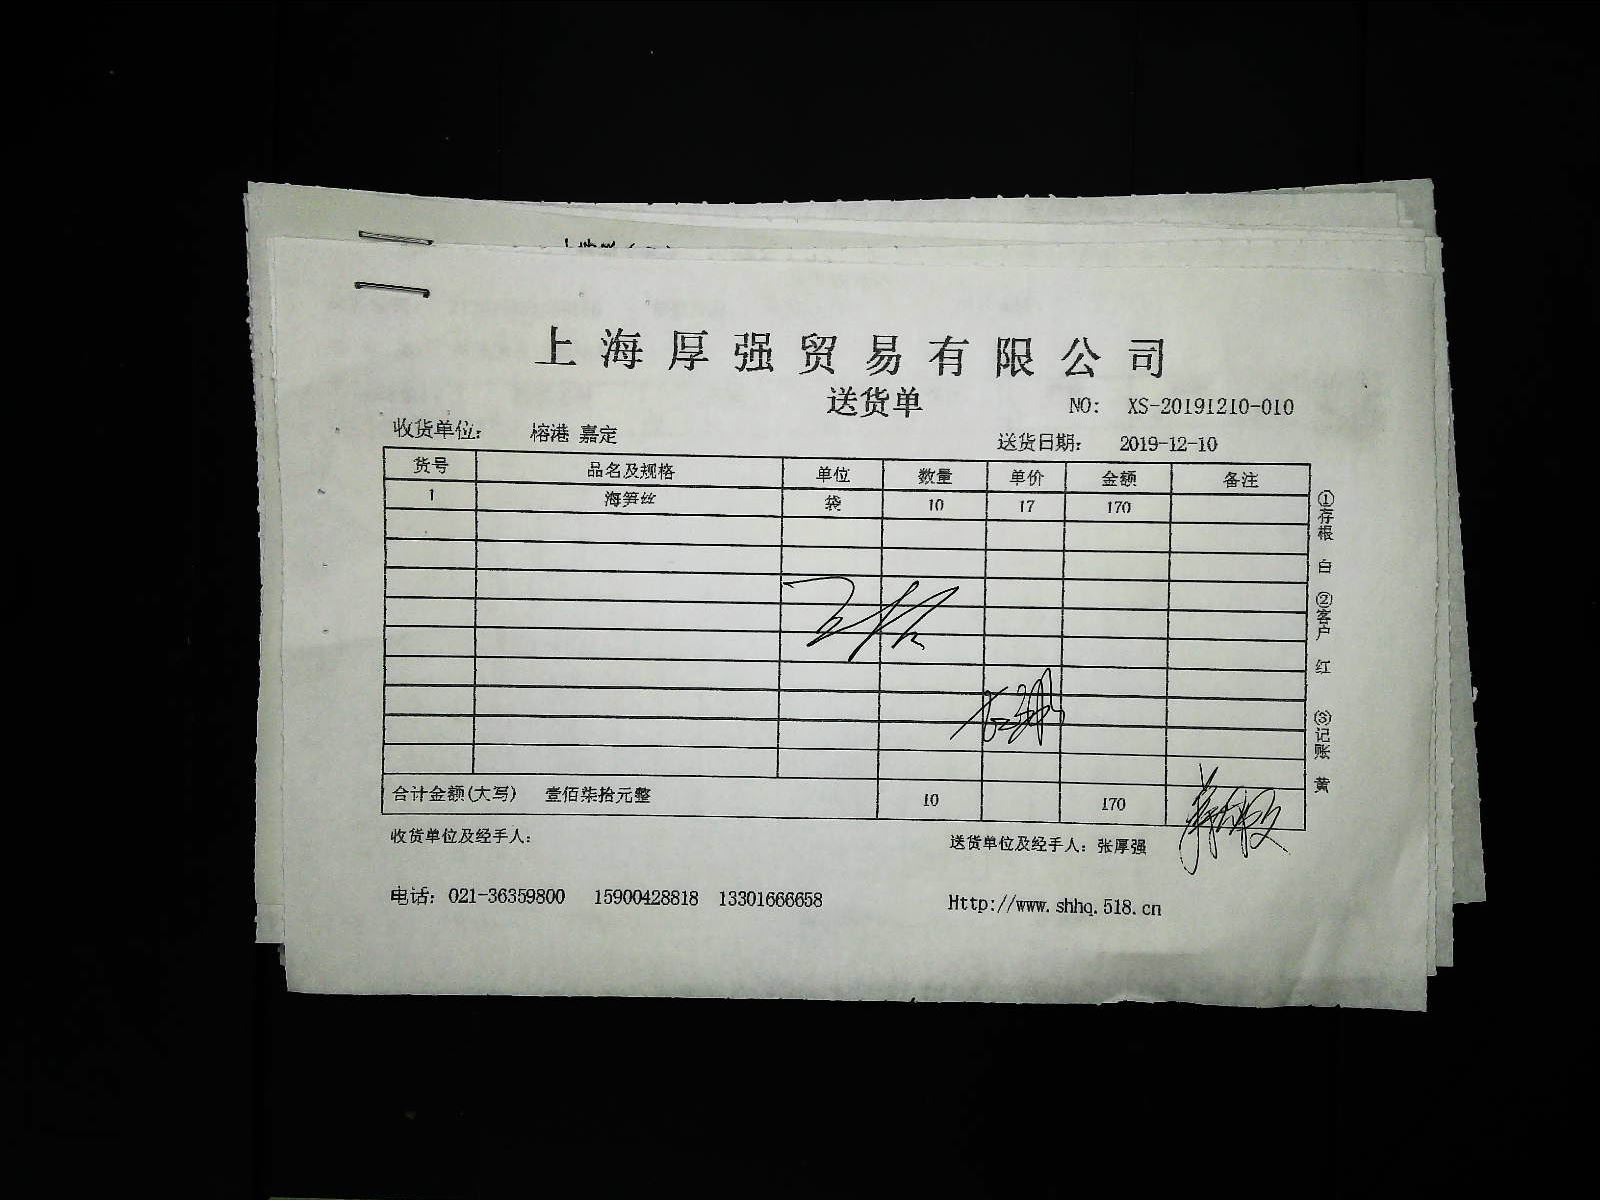 上海厚强贸易有限公司
送货单
NO: XS-20191210-010
收货单位: 榕港 嘉定
送货日期: 2019-12-10
货号 品名及规格 单位 数量 单价 金额 备注
1 海笋丝 袋 10 17 170
合计金额(大写) 壹佰柒拾元整 10 170
收货单位及经手人:
送货单位及经手人: 张厚强
电话: 021-36359800 15900428818 13301666658
Http://www.shhq.518.cn
①存根 白 ②客户 红 ③记账 黄